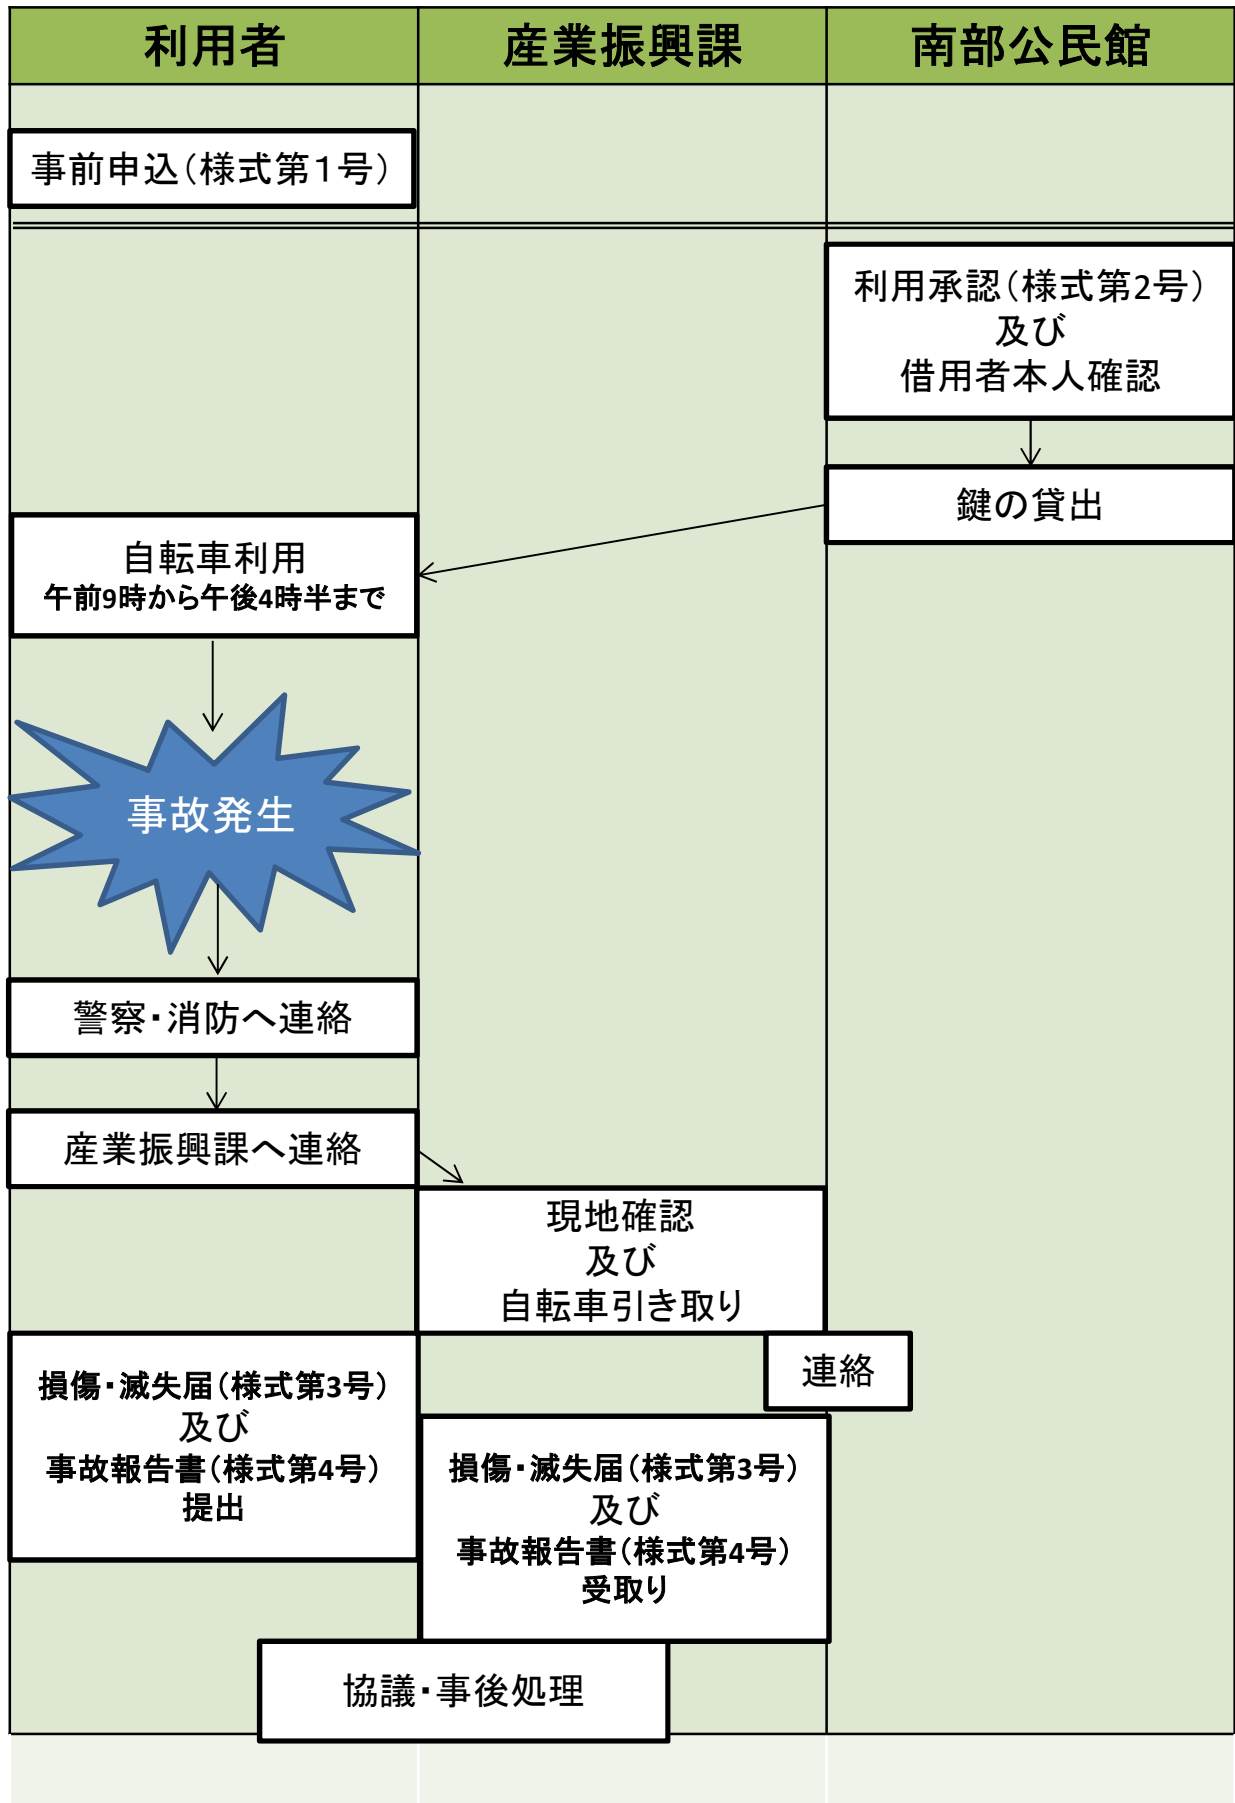 利用者
産業振興課
南部公民館
事前申込(様式第1号)
利用承認(様式第2号)
及び
借用者本人確認
鍵の貸出
自転車利用
午前9時から午後4時半まで
事故発生
警察・消防へ連絡
産業振興課へ連絡
現地確認
及び
自転車引き取り
連絡
損傷・滅失届(様式第3号)
及び
事故報告書(様式第4号)
提出
損傷・滅失届(様式第3号)
及び
事故報告書(様式第4号)
受取り
協議・事後処理